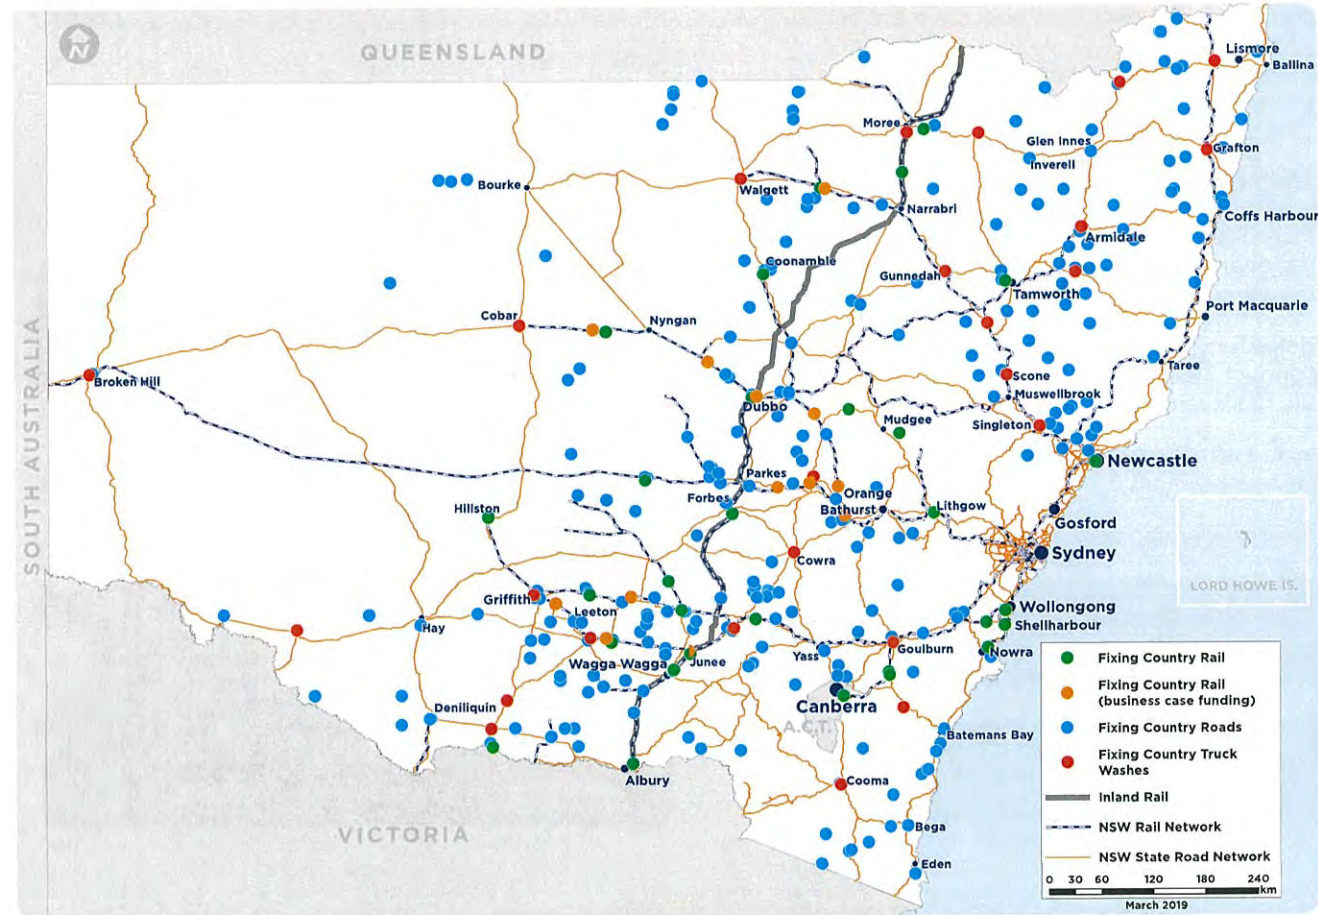 N
QUEENSLAND
Lismore
Ballina
Moree
Glen Innes
Inverell
Grafton
Bourke
Walgett
Narrabri
Coffs Harbour
Armidale
Coonamble
Gunnedah
Tamworth
Port Macquarie
Cobar
Nyngan
SOUTH AUSTRALIA
Broken Hill
Taree
Scone
Muswellbrook
Dubbo
Mudgee
Singleton
Newcastle
Parkes
Forbes
Orange
Bathurst
Lithgow
Hillston
Gosford
Sydney
Cowra
LORD HOWE IS.
Griffith
Leeton
Wollongong
Shellharbour
Hay
Yass
Goulburn
Nowra
Wagga Wagga
Junee
Canberra
A.C.T.
Deniliquin
Batemans Bay
Albury
Cooma
VICTORIA
Bega
Eden
Fixing Country Rail
Fixing Country Rail
(business case funding)
Fixing Country Roads
Fixing Country Truck
Washes
Inland Rail
NSW Rail Network
NSW State Road Network
0 30 60 120 180 240
km
March 2019